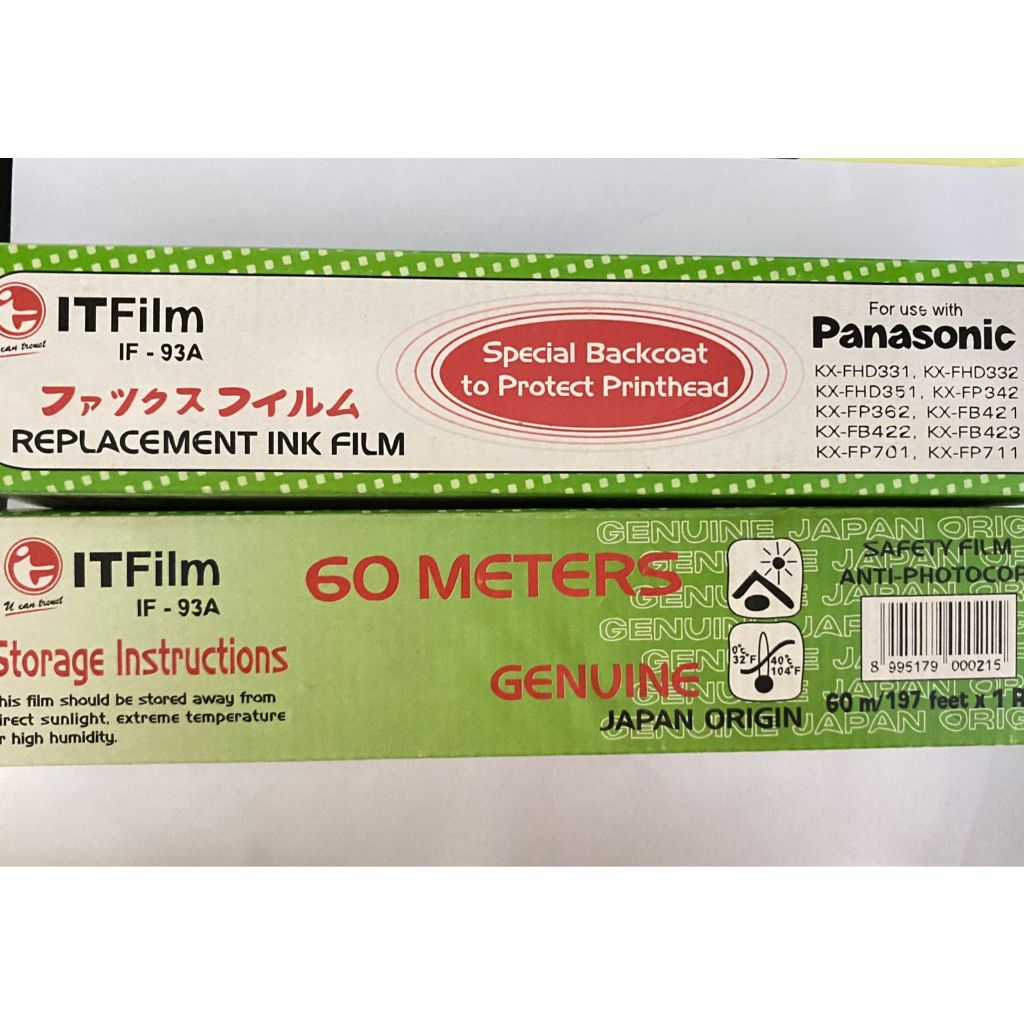 ITFilm
IF - 93A
ファックス フイルム
REPLACEMENT INK FILM
Special Backcoat
to Protect Printhead
For use with
Panasonic
KX-FHD331, KX-FHD332
KX-FHD351, KX-FP342
KX-FP362, KX-FB421
KX-FB422, KX-FB423
KX-FP701, KX-FP711
ITFilm
U can trust
IF - 93A
Storage Instructions
his film should be stored away from
irect sunlight, extreme temperature
r high humidity.
60 METERS
GENUINE
JAPAN ORIGIN
0°C
32°F
40°C
104°F
GENUINE JAPAN ORIG
SAFETY FILM
ANTI-PHOTOCOP
8 995179 000215
60 m/197 feet x 1 R